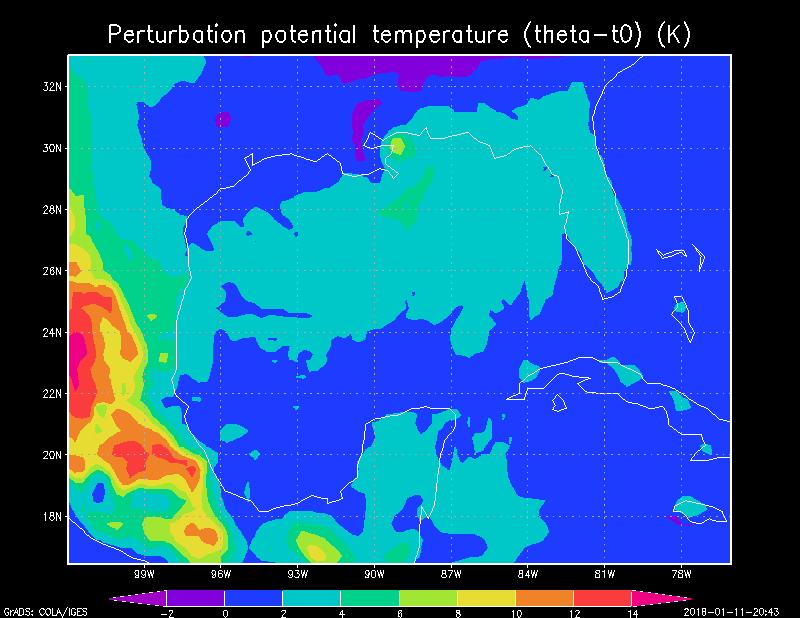 Perturbation potential temperature (theta-t0) (K)
32N
30N
28N
26N
24N
22N
20N
18N
99W 96W 93W 90W 87W 84W 81W 78W
-2 0 2 4 6 8 10 12 14
GrADS: COLA/IGES 2018-01-11-20:43